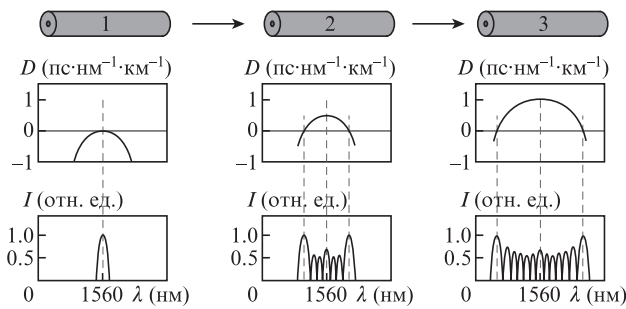 1 2 3
D (пс·нм⁻¹·км⁻¹) D (пс·нм⁻¹·км⁻¹) D (пс·нм⁻¹·км⁻¹)
1 1 1
0 0 0
–1 –1 –1
I (отн. ед.) I (отн. ед.) I (отн. ед.)
1.0 1.0 1.0
0.5 0.5 0.5
0 1560 λ (нм) 0 1560 λ (нм) 0 1560 λ (нм)